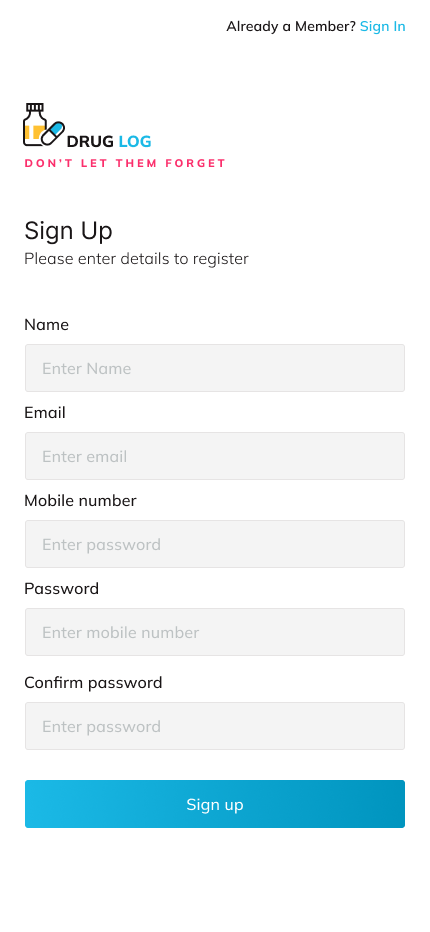 Already a Member? Sign In
DRUG LOG
DON'T LET THEM FORGET
Sign Up
Please enter details to register
Name
Enter Name
Email
Enter email
Mobile number
Enter password
Password
Enter mobile number
Confirm password
Enter password
Sign up